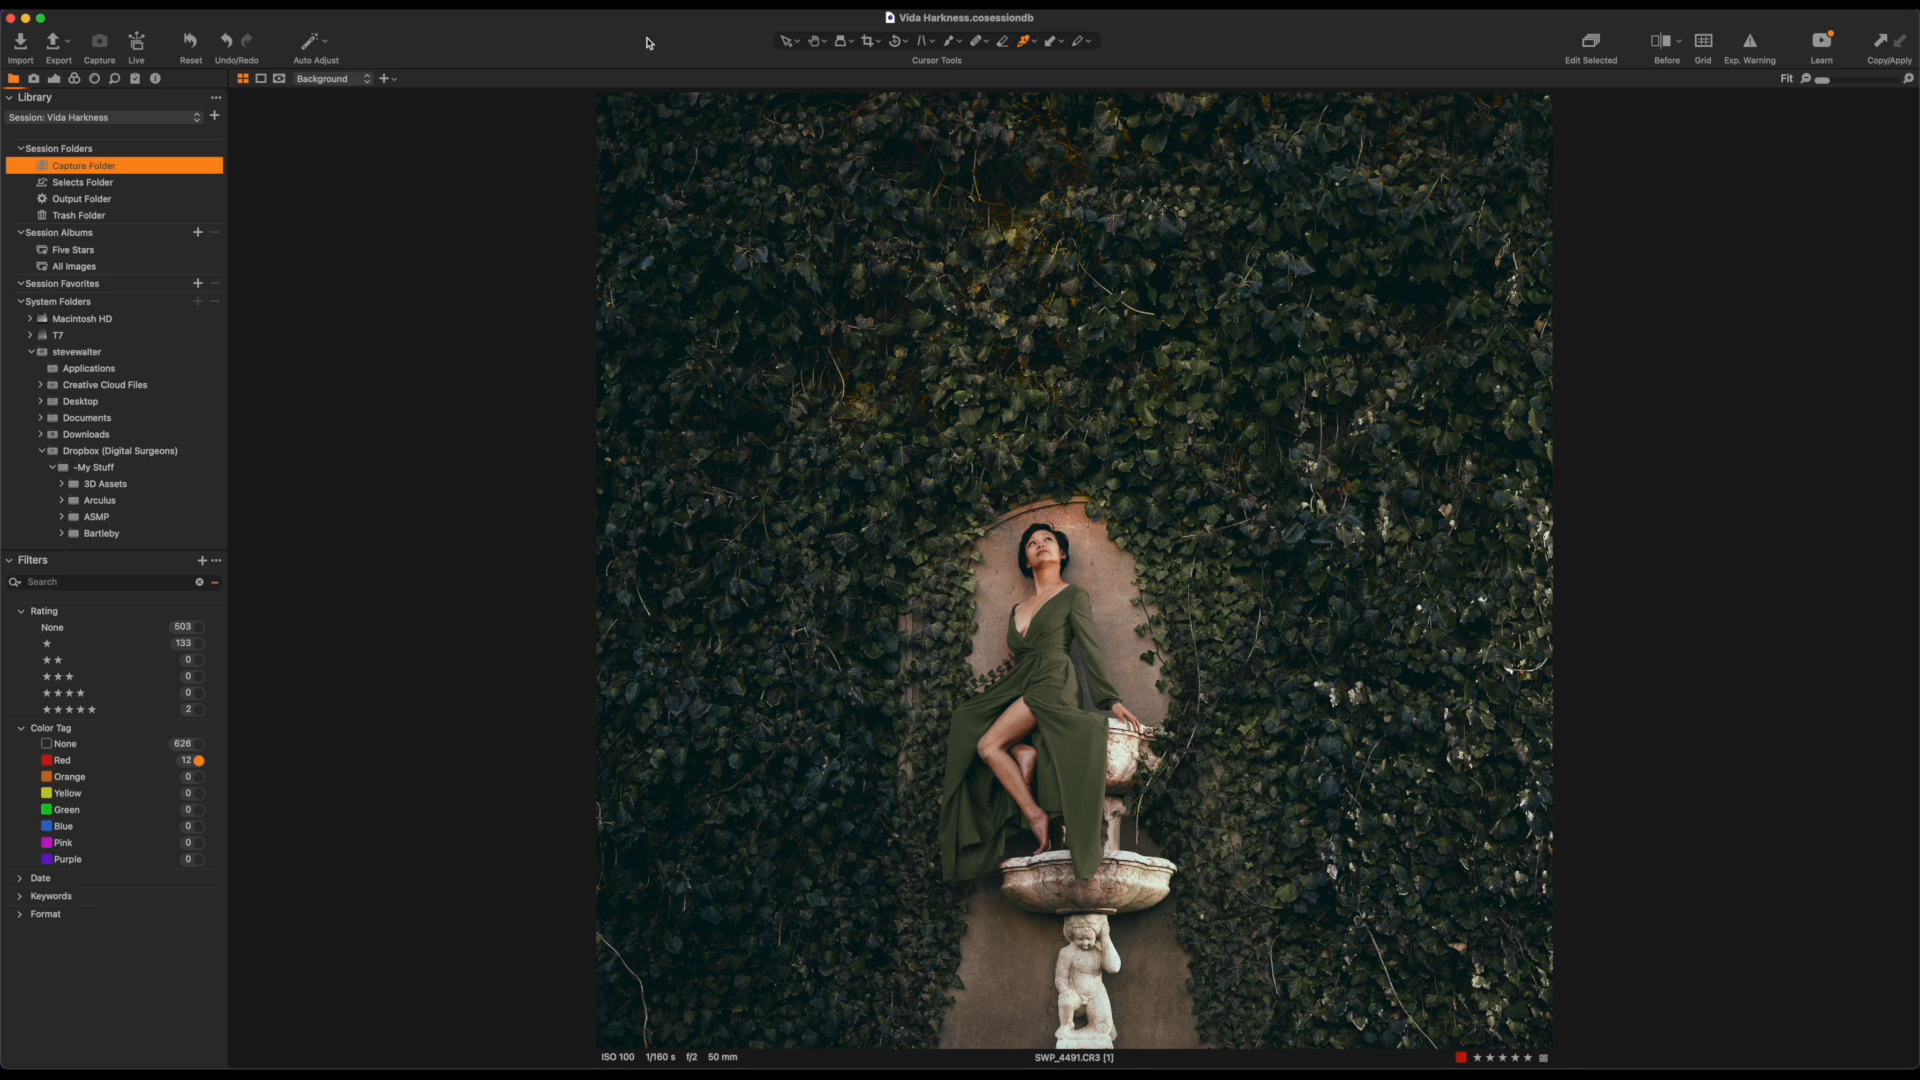 Vida Harkness.cosessiondb
Import
Export
Capture
Live
Reset
Undo/Redo
Auto Adjust
Cursor Tools
Edit Selected
Before
Grid
Exp. Warning
Learn
Copy/Apply
Background
Fit
Library
Session: Vida Harkness
Session Folders
Capture Folder
Selects Folder
Output Folder
Trash Folder
Session Albums
Five Stars
All Images
Session Favorites
System Folders
Macintosh HD
T7
stevewalter
Applications
Creative Cloud Files
Desktop
Documents
Downloads
Dropbox (Digital Surgeons)
-My Stuff
3D Assets
Arculus
ASMP
Bartleby
Filters
Search
Rating
None 503
133
0
0
0
2
Color Tag
None 626
Red 12
Orange 0
Yellow 0
Green 0
Blue 0
Pink 0
Purple 0
Date
Keywords
Format
ISO 100 1/160 s f/2 50 mm
SWP_4491.CR3 [1]